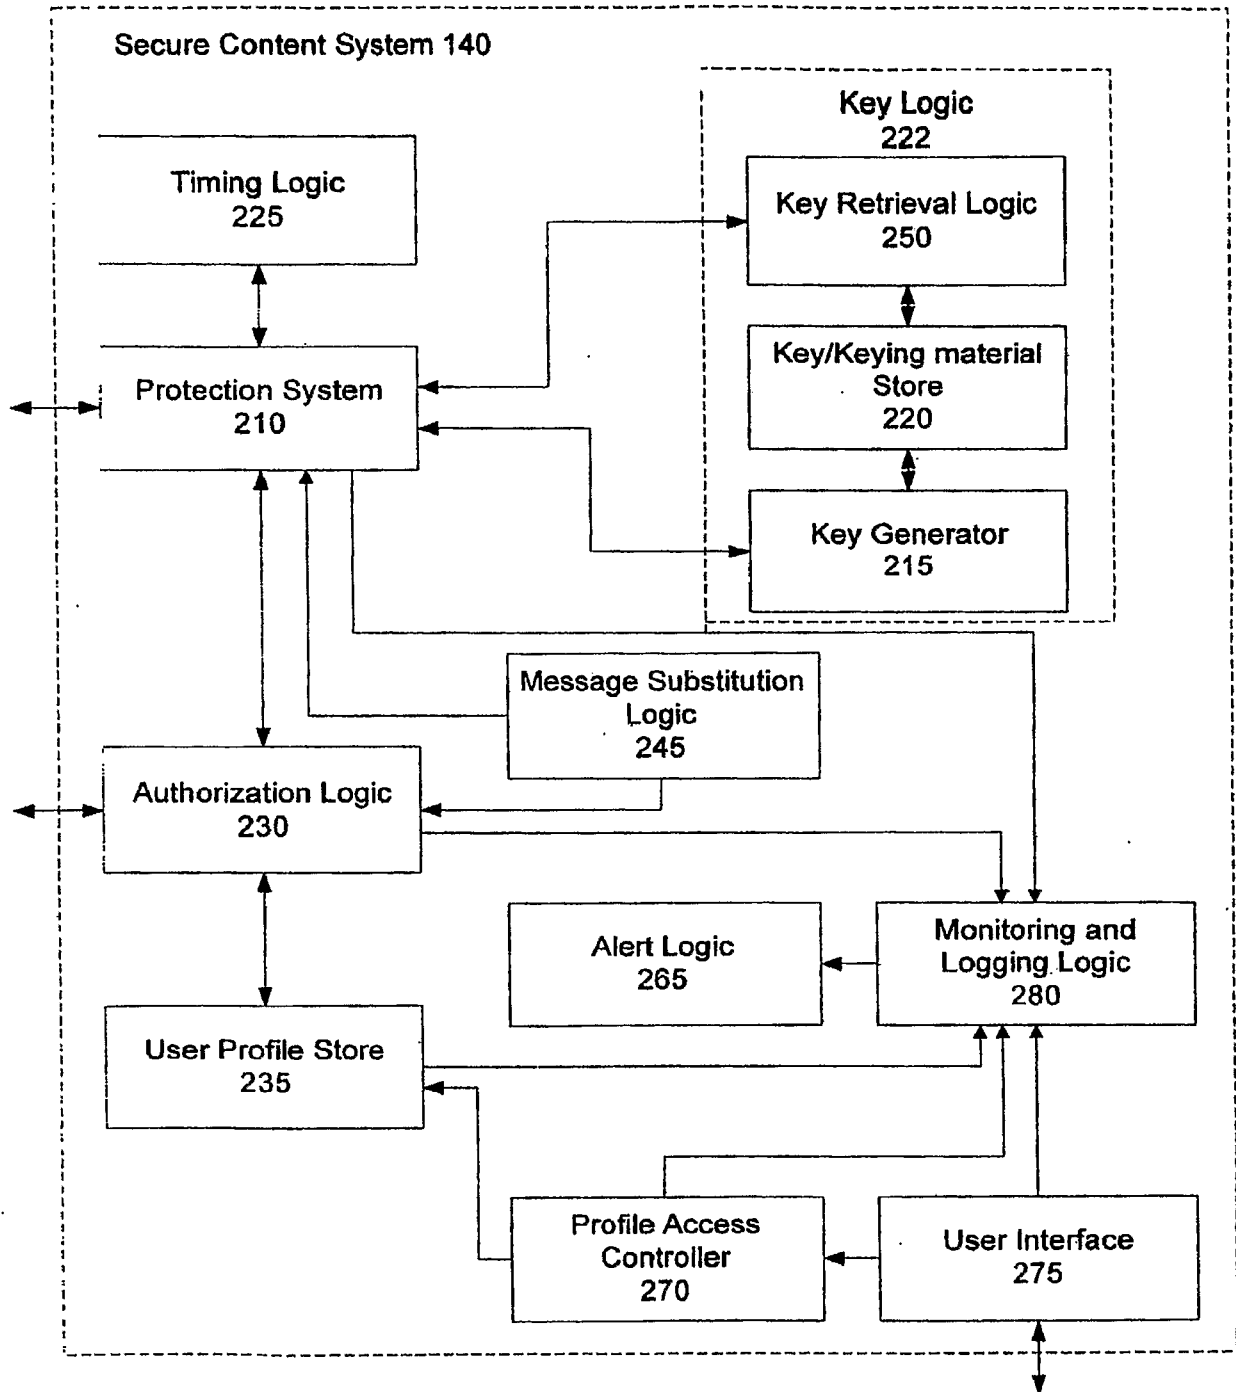 Secure Content System 140
Key Logic
222
Timing Logic
225
Key Retrieval Logic
250
Key/Keying material
Store
220
Protection System
210
Key Generator
215
Message Substitution
Logic
245
Authorization Logic
230
Alert Logic
265
Monitoring and
Logging Logic
280
User Profile Store
235
Profile Access
Controller
270
User Interface
275